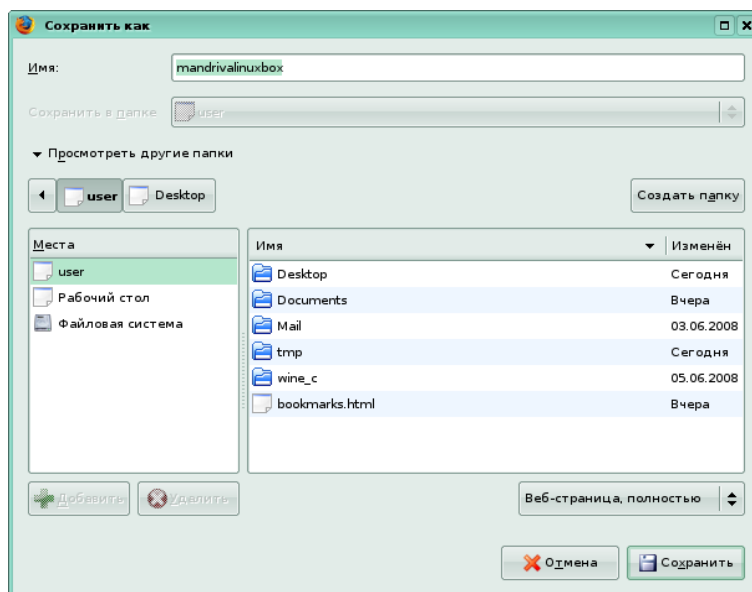 Сохранить как
Имя: mandrivalinuxbox
Сохранить в папке user
Просмотреть другие папки
user Desktop Создать папку
Места Имя Изменён
user Desktop Сегодня
Рабочий стол Documents Вчера
Файловая система Mail 03.06.2008
tmp Сегодня
wine_c 05.06.2008
bookmarks.html Вчера
Добавить Удалить Веб-страница, полностью
Отмена Сохранить